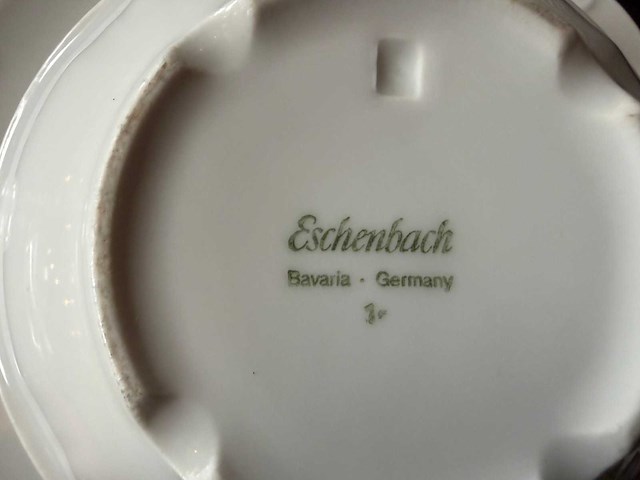 Eschenbach
Bavaria · Germany